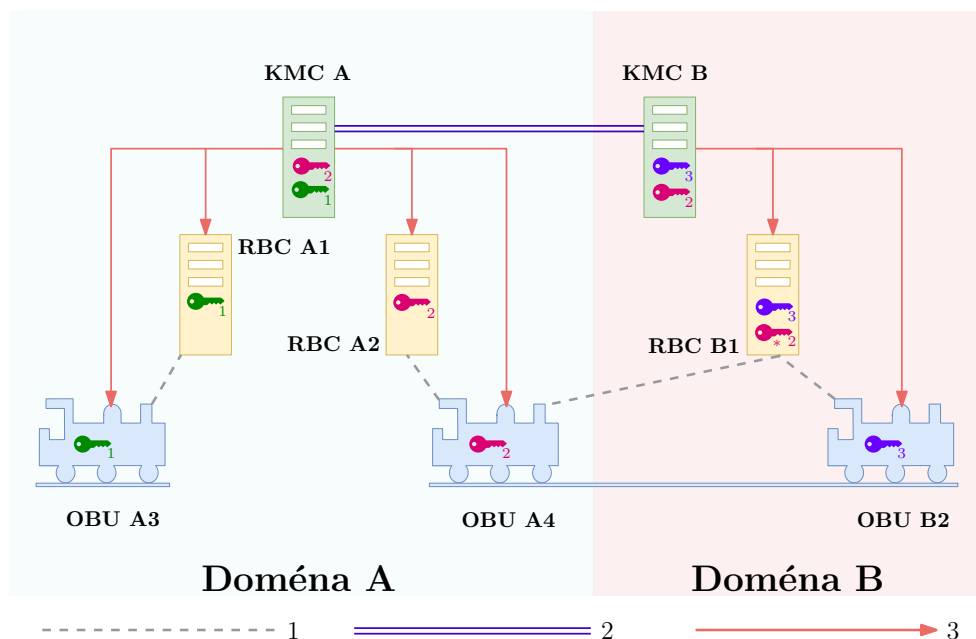 KMC A
KMC B
2
1
3
2
RBC A1
1
RBC A2
2
RBC B1
3
* 2
1
2
3
OBU A3
OBU A4
OBU B2
Doména A
Doména B
1
2
3